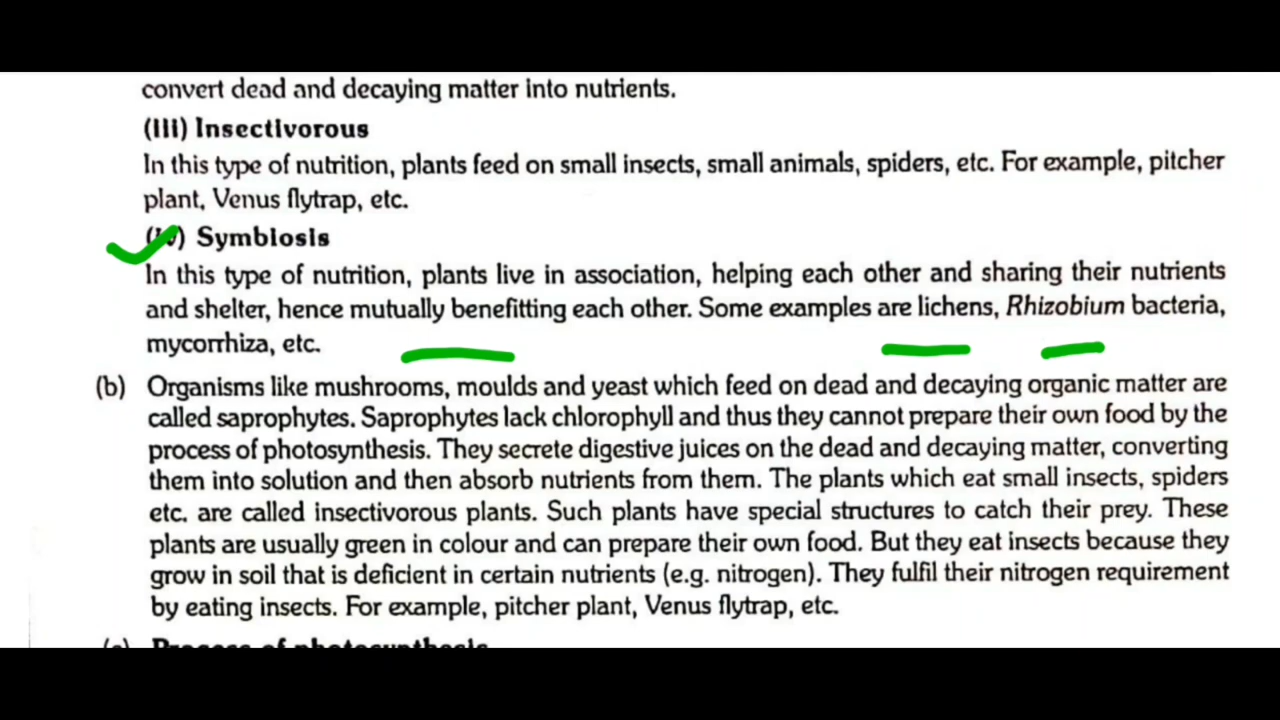 convert dead and decaying matter into nutrients.
(iii) Insectivorous
In this type of nutrition, plants feed on small insects, small animals, spiders, etc. For example, pitcher
plant, Venus flytrap, etc.
(iv) Symbiosis
In this type of nutrition, plants live in association, helping each other and sharing their nutrients
and shelter, hence mutually benefitting each other. Some examples are lichens, Rhizobium bacteria,
mycorrhiza, etc.
(b) Organisms like mushrooms, moulds and yeast which feed on dead and decaying organic matter are
called saprophytes. Saprophytes lack chlorophyll and thus they cannot prepare their own food by the
process of photosynthesis. They secrete digestive juices on the dead and decaying matter, converting
them into solution and then absorb nutrients from them. The plants which eat small insects, spiders
etc. are called insectivorous plants. Such plants have special structures to catch their prey. These
plants are usually green in colour and can prepare their own food. But they eat insects because they
grow in soil that is deficient in certain nutrients (e.g. nitrogen). They fulfil their nitrogen requirement
by eating insects. For example, pitcher plant, Venus flytrap, etc.
(c) Process of photosynthesis